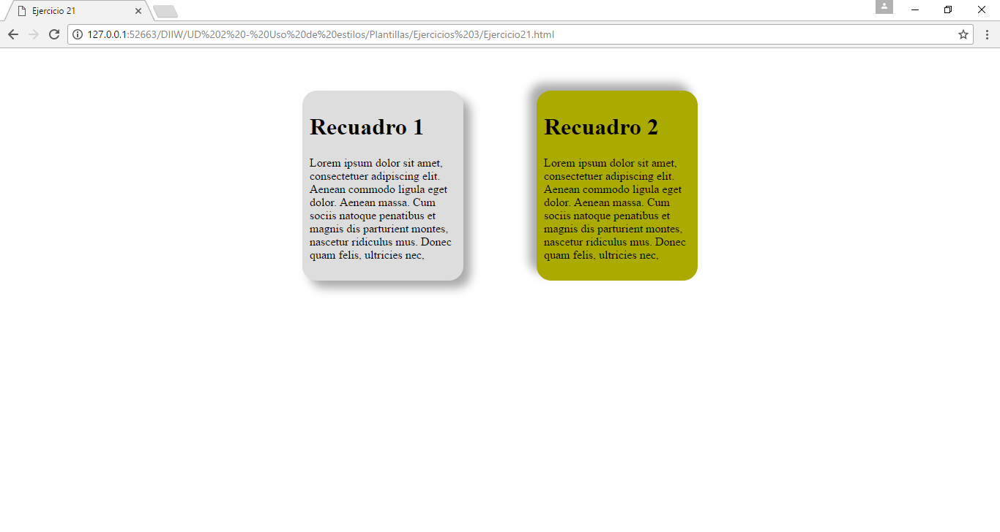 Ejercicio 21
127.0.0.1:52663/DIIW/UD%202%20-%20Uso%20de%20estilos/Plantillas/Ejercicios%203/Ejercicio21.html
Recuadro 1
Lorem ipsum dolor sit amet,
consectetuer adipiscing elit.
Aenean commodo ligula eget
dolor. Aenean massa. Cum
sociis natoque penatibus et
magnis dis parturient montes,
nascetur ridiculus mus. Donec
quam felis, ultricies nec,
Recuadro 2
Lorem ipsum dolor sit amet,
consectetuer adipiscing elit.
Aenean commodo ligula eget
dolor. Aenean massa. Cum
sociis natoque penatibus et
magnis dis parturient montes,
nascetur ridiculus mus. Donec
quam felis, ultricies nec,